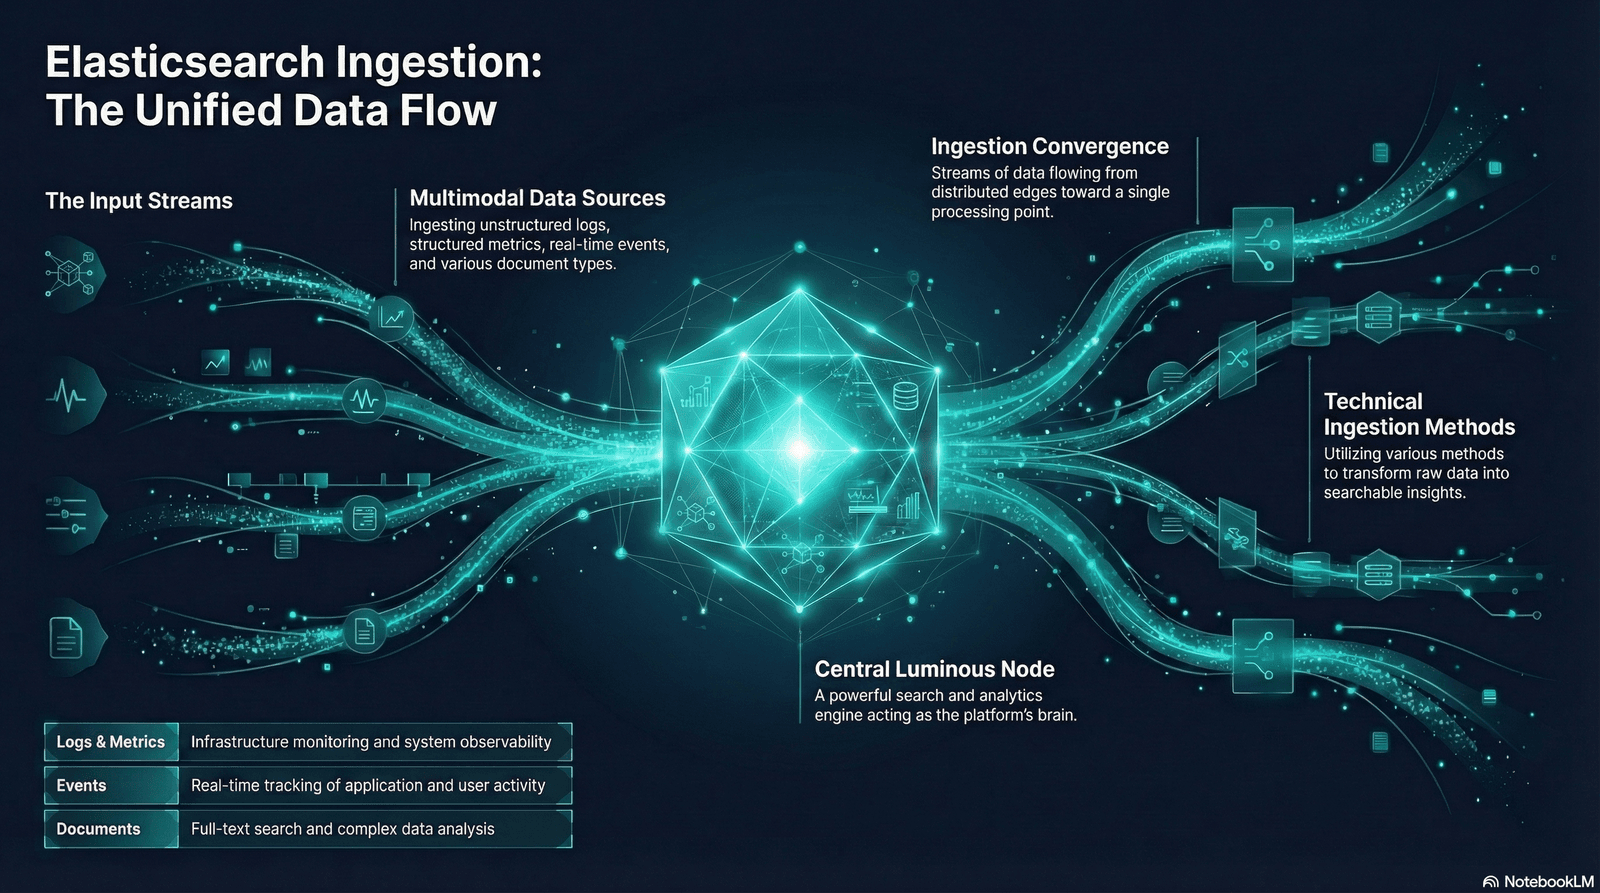 Elasticsearch Ingestion:
The Unified Data Flow
The Input Streams
Multimodal Data Sources
Ingesting unstructured logs,
structured metrics, real-time events,
and various document types.
Ingestion Convergence
Streams of data flowing from
distributed edges toward a single
processing point.
Technical
Ingestion Methods
Utilizing various methods
to transform raw data into
searchable insights.
Central Luminous Node
A powerful search and analytics
engine acting as the platform's brain.
Logs & Metrics Infrastructure monitoring and system observability
Events Real-time tracking of application and user activity
Documents Full-text search and complex data analysis
NotebookLM